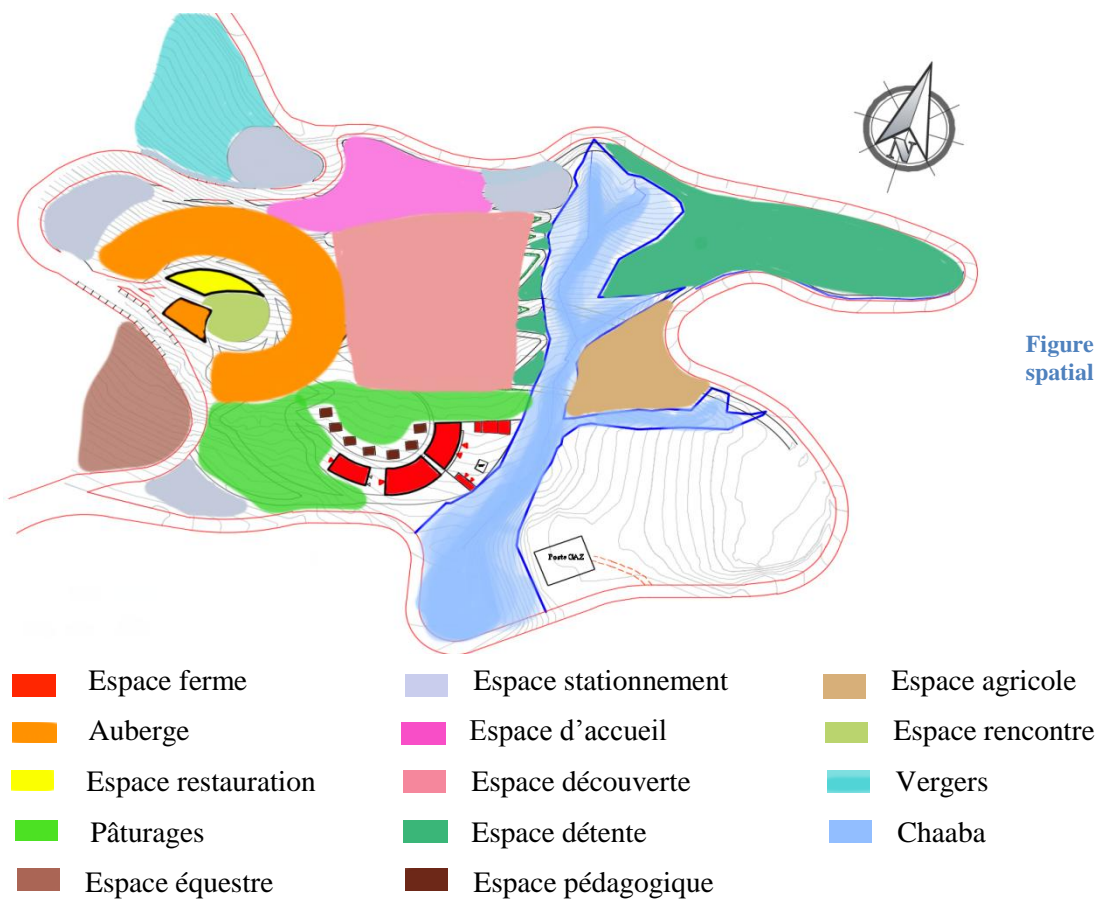 N
Figure
spatial
Poste GAZ
Espace ferme
Espace stationnement
Espace agricole
Auberge
Espace d’accueil
Espace rencontre
Espace restauration
Espace découverte
Vergers
Pâturages
Espace détente
Chaaba
Espace équestre
Espace pédagogique